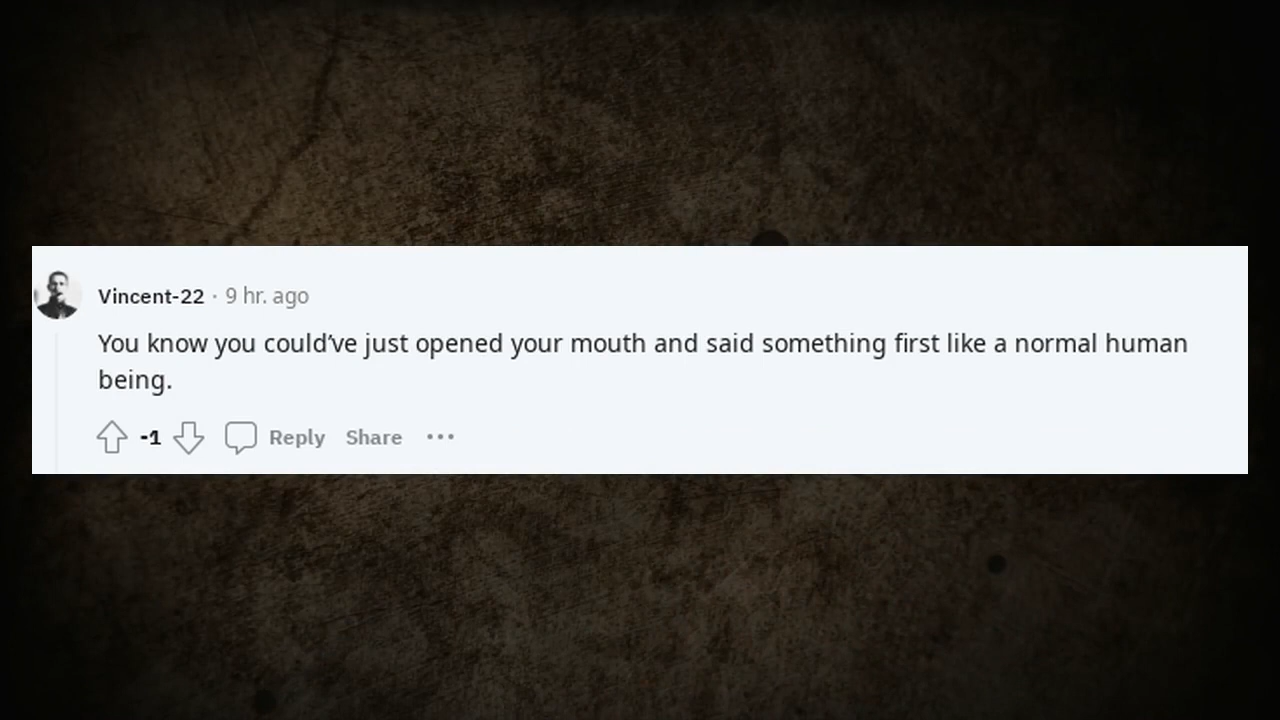 Vincent-22 · 9 hr. ago
You know you could’ve just opened your mouth and said something first like a normal human
being.
-1 Reply Share ···